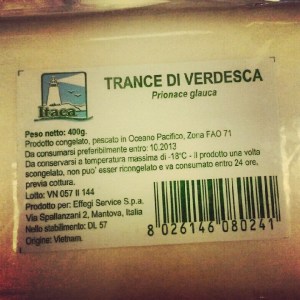 Itaca
TRANCE DI VERDESCA
Prionace glauca
Peso netto: 400g.
Prodotto congelato, pescato in Oceano Pacifico, Zona FAO 71
Da consumarsi preferibilmente entro: 10.2013
Da conservarsi a temperatura massima di -18°C - il prodotto una volta
scongelato, non puo' esser ricongelato e va consumato entro 24 ore,
previa cottura.
Lotto: VN 057 II 144
Prodotto per: Effegi Service S.p.a.
Via Spallanzani 2, Mantova, Italia
Nello stabilimento: DL 57
Origine: Vietnam.
8 026146 080241